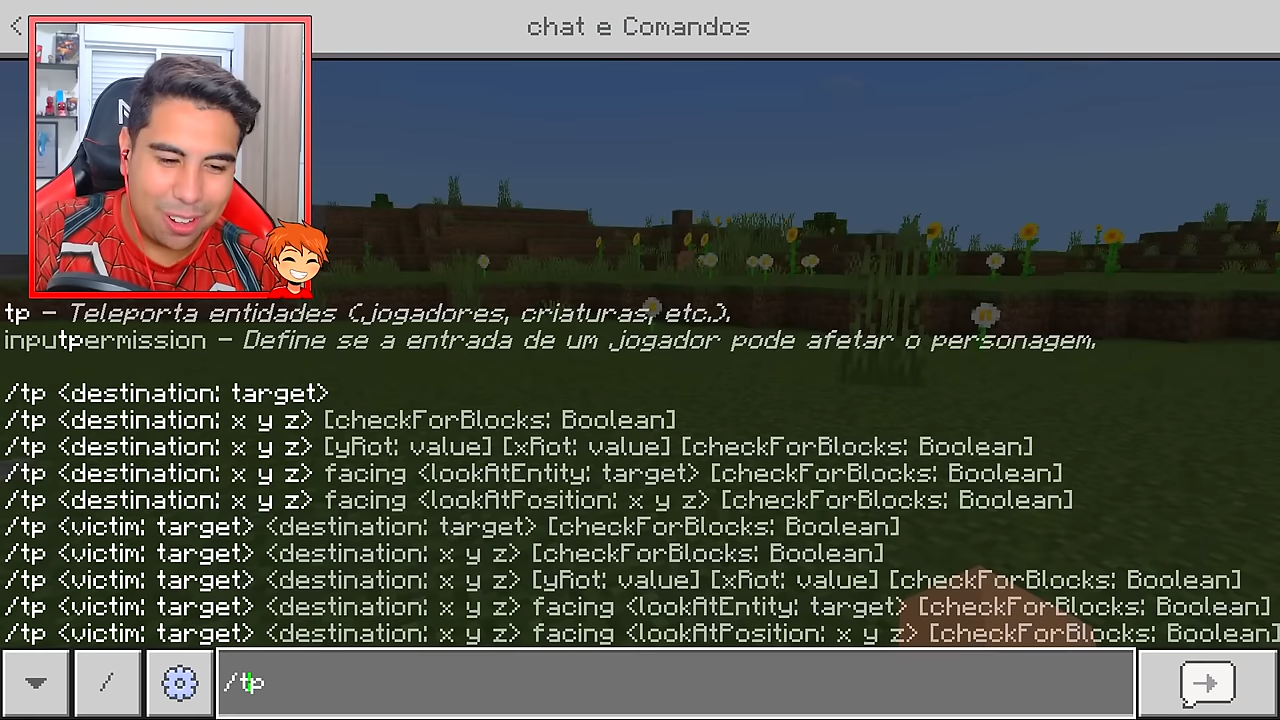 chat e Comandos
tp - Teleporta entidades (jogadores, criaturas, etc.).
inputpermission - Define se a entrada de um jogador pode afetar o personagem.
/tp <destination: target>
/tp <destination: x y z> [checkForBlocks: Boolean]
/tp <destination: x y z> [yRot: value] [xRot: value] [checkForBlocks: Boolean]
/tp <destination: x y z> facing <lookAtEntity: target> [checkForBlocks: Boolean]
/tp <destination: x y z> facing <lookAtPosition: x y z> [checkForBlocks: Boolean]
/tp <victim: target> <destination: target> [checkForBlocks: Boolean]
/tp <victim: target> <destination: x y z> [checkForBlocks: Boolean]
/tp <victim: target> <destination: x y z> [yRot: value] [xRot: value] [checkForBlocks: Boolean]
/tp <victim: target> <destination: x y z> facing <lookAtEntity: target> [checkForBlocks: Boolean]
/tp <victim: target> <destination: x y z> facing <lookAtPosition: x y z> [checkForBlocks: Boolean]
/ /tp